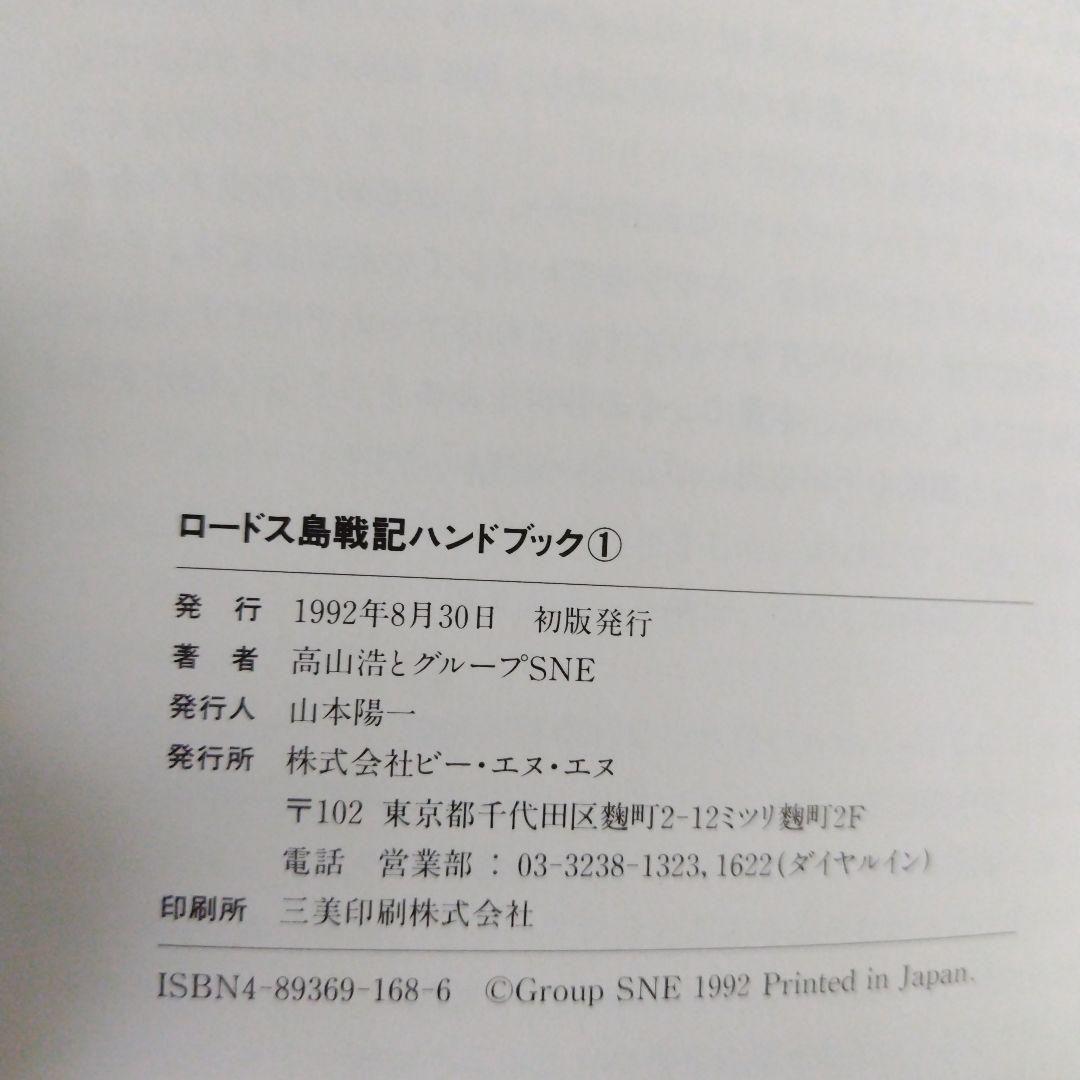 ロードス島戦記ハンドブック①
発　行　1992年8月30日　初版発行
著　者　高山浩とグループSNE
発行人　山本陽一
発行所　株式会社ビー・エヌ・エヌ
〒102 東京都千代田区麴町2-12ミツリ麴町2F
電話　営業部：03-3238-1323, 1622(ダイヤルイン)
印刷所　三美印刷株式会社
ISBN4-89369-168-6　©Group SNE 1992 Printed in Japan.